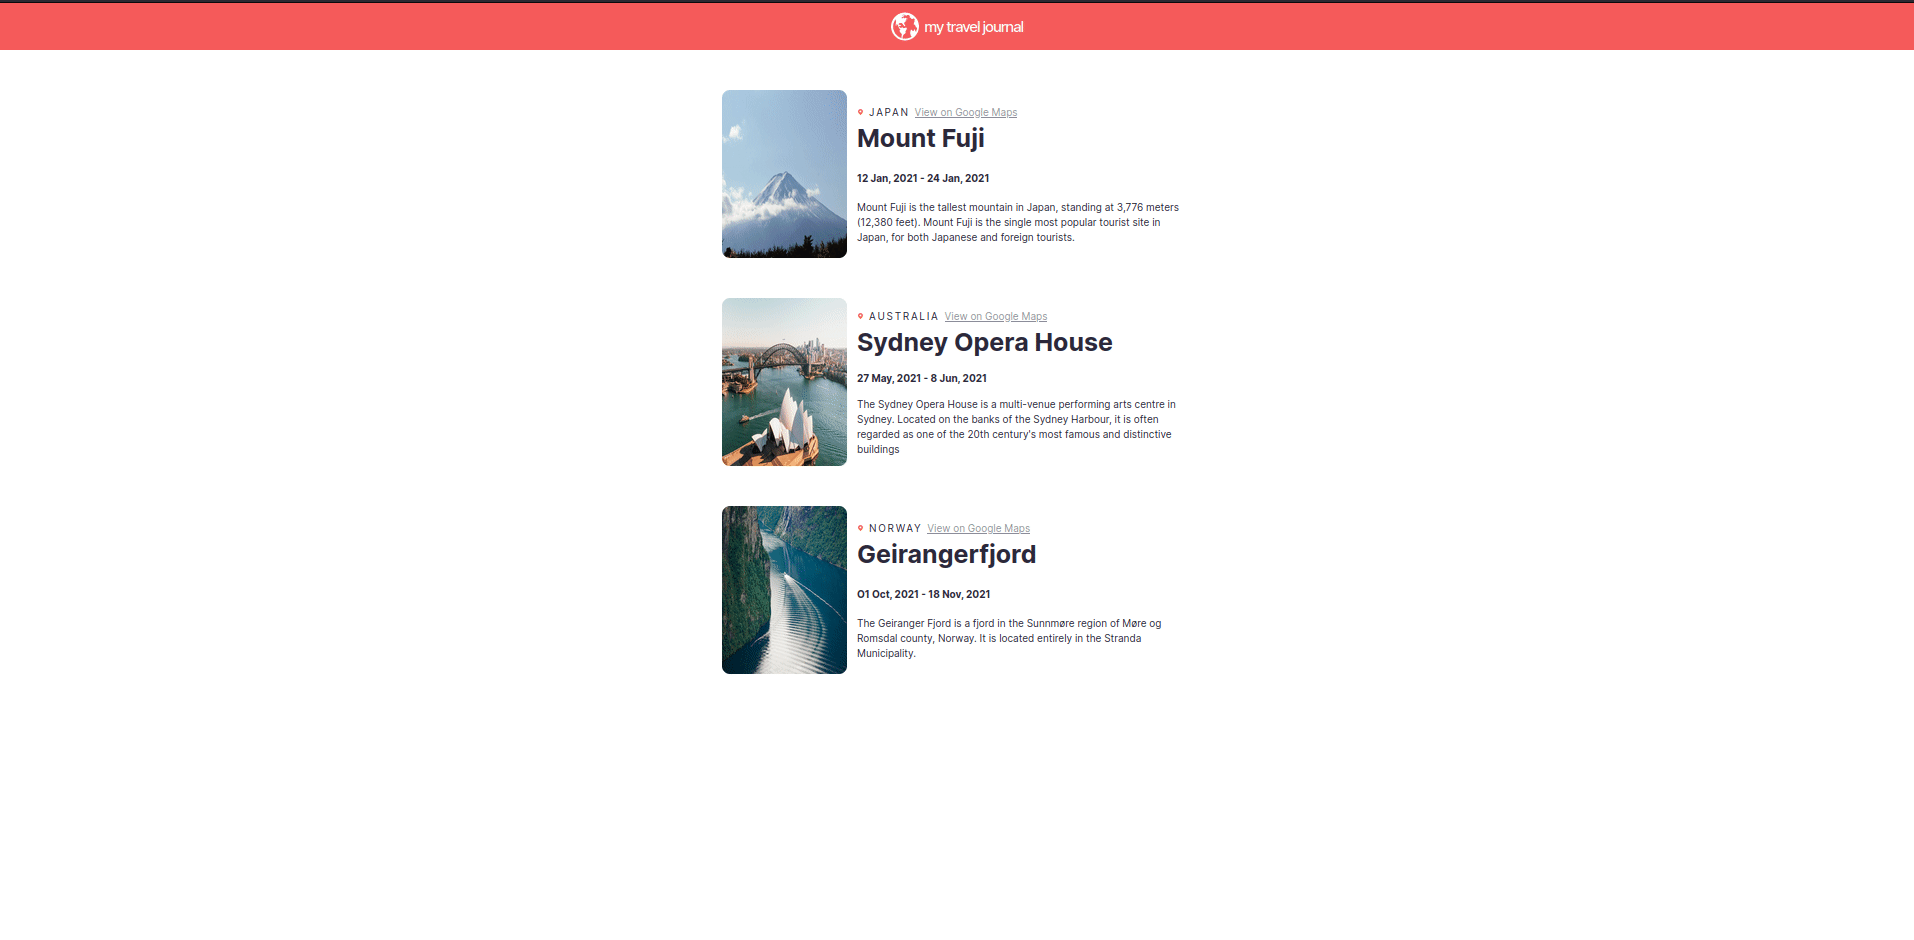 my travel journal
JAPAN View on Google Maps
Mount Fuji
12 Jan, 2021 - 24 Jan, 2021
Mount Fuji is the tallest mountain in Japan, standing at 3,776 meters
(12,380 feet). Mount Fuji is the single most popular tourist site in
Japan, for both Japanese and foreign tourists.
AUSTRALIA View on Google Maps
Sydney Opera House
27 May, 2021 - 8 Jun, 2021
The Sydney Opera House is a multi-venue performing arts centre in
Sydney. Located on the banks of the Sydney Harbour, it is often
regarded as one of the 20th century's most famous and distinctive
buildings
NORWAY View on Google Maps
Geirangerfjord
01 Oct, 2021 - 18 Nov, 2021
The Geiranger Fjord is a fjord in the Sunnmøre region of Møre og
Romsdal county, Norway. It is located entirely in the Stranda
Municipality.